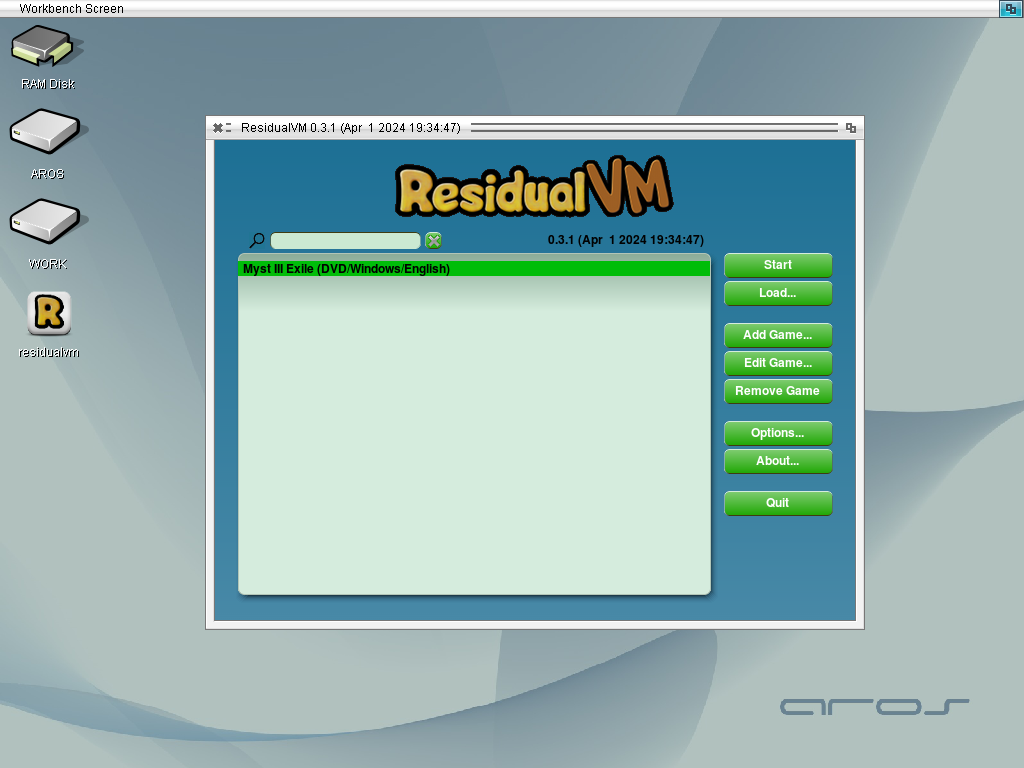 Workbench Screen
RAM Disk
AROS
WORK
R
residualvm
ResidualVM 0.3.1 (Apr  1 2024 19:34:47)
ResidualVM
0.3.1 (Apr  1 2024 19:34:47)
Myst III Exile (DVD/Windows/English)
Start
Load...
Add Game...
Edit Game...
Remove Game
Options...
About...
Quit
aros